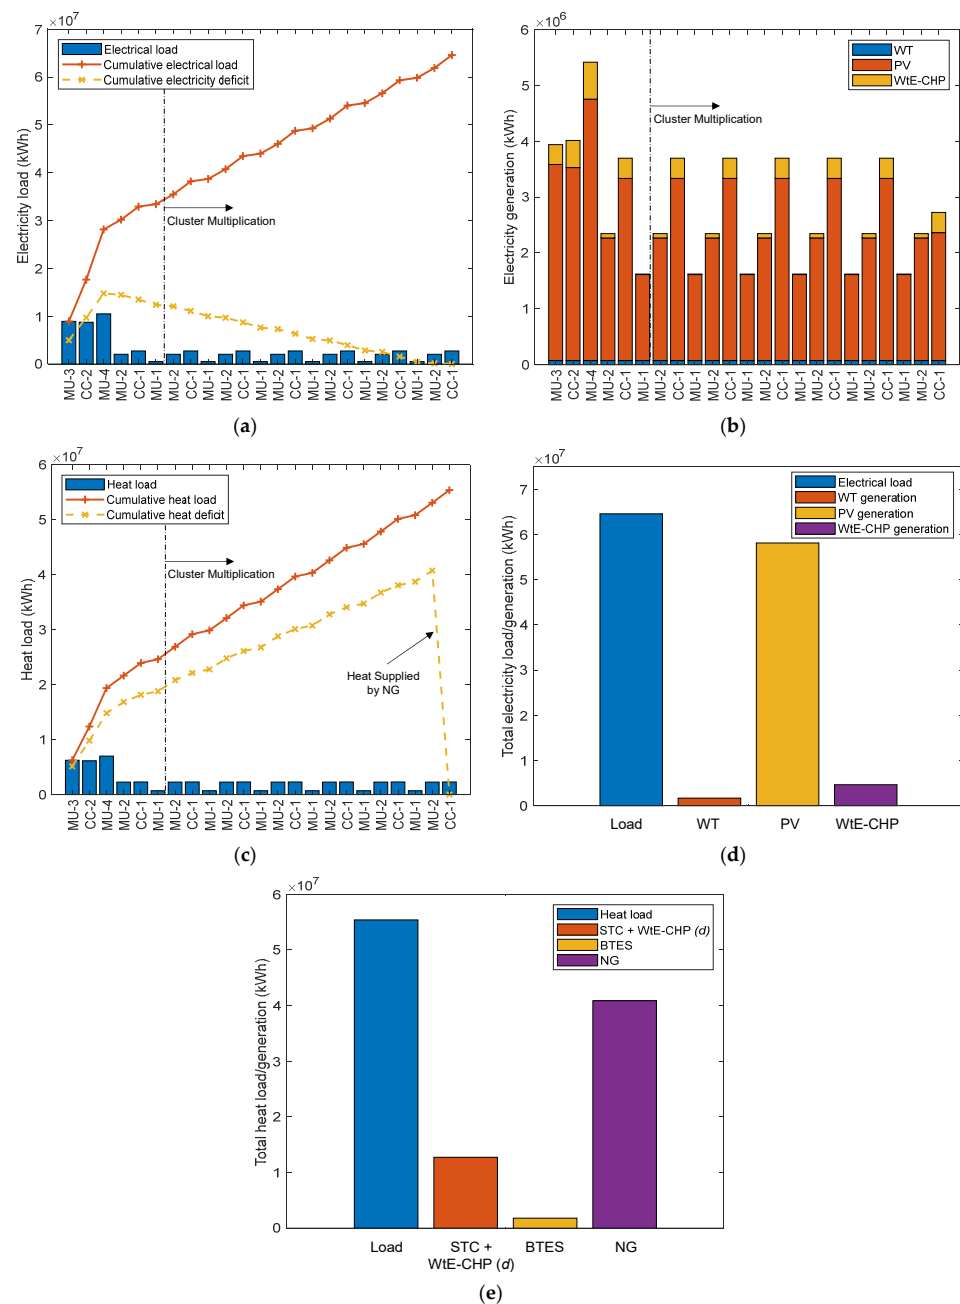 ×10⁷
7
6
5
4
3
2
1
0
Electricity load (kWh)
Electrical load
Cumulative electrical load
Cumulative electricity deficit
Cluster Multiplication
MU-3
CC-2
MU-4
MU-2
CC-1
MU-1
MU-2
CC-1
MU-1
MU-2
CC-1
MU-1
MU-2
CC-1
MU-1
MU-2
CC-1
MU-1
MU-2
CC-1
MU-1
MU-2
CC-1
(a)
×10⁶
6
5
4
3
2
1
0
Electricity generation (kWh)
WT
PV
WtE-CHP
Cluster Multiplication
MU-3
CC-2
MU-4
MU-2
CC-1
MU-1
MU-2
CC-1
MU-1
MU-2
CC-1
MU-1
MU-2
CC-1
MU-1
MU-2
CC-1
MU-1
MU-2
CC-1
MU-1
MU-2
CC-1
(b)
×10⁷
6
5
4
3
2
1
0
Heat load (kWh)
Heat load
Cumulative heat load
Cumulative heat deficit
Cluster Multiplication
Heat Supplied
by NG
MU-3
CC-2
MU-4
MU-2
CC-1
MU-1
MU-2
CC-1
MU-1
MU-2
CC-1
MU-1
MU-2
CC-1
MU-1
MU-2
CC-1
MU-1
MU-2
CC-1
MU-1
MU-2
CC-1
(c)
×10⁷
7
6
5
4
3
2
1
0
Total electricity load/generation (kWh)
Electrical load
WT generation
PV generation
WtE-CHP generation
Load
WT
PV
WtE-CHP
(d)
×10⁷
6
5
4
3
2
1
0
Total heat load/generation (kWh)
Heat load
STC + WtE-CHP (d)
BTES
NG
Load
STC +
WtE-CHP (d)
BTES
NG
(e)